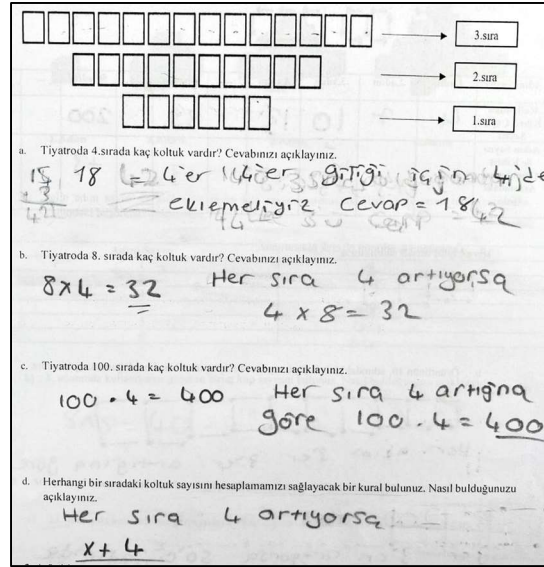 3.sıra
2.sıra
1.sıra
a. Tiyatroda 4.sırada kaç koltuk vardır? Cevabınızı açıklayınız.
18 = 4'er 4'er gittiği için 4 de
eklemeliyiz Cevap = 18
b. Tiyatroda 8. sırada kaç koltuk vardır? Cevabınızı açıklayınız.
8x4 = 32 Her sıra 4 artıyorsa
4 x 8 = 32
c. Tiyatroda 100. sırada kaç koltuk vardır? Cevabınızı açıklayınız.
100 . 4 = 400 Her sıra 4 artığına
göre 100 . 4 = 400
d. Herhangi bir sıradaki koltuk sayısını hesaplamamızı sağlayacak bir kural bulunuz. Nasıl bulduğunuzu
açıklayınız.
Her sıra 4 artıyorsa
x + 4